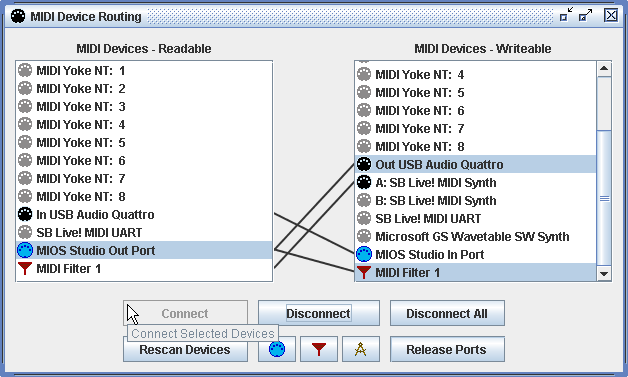 MIDI Device Routing
MIDI Devices - Readable
MIDI Yoke NT: 1
MIDI Yoke NT: 2
MIDI Yoke NT: 3
MIDI Yoke NT: 4
MIDI Yoke NT: 5
MIDI Yoke NT: 6
MIDI Yoke NT: 7
MIDI Yoke NT: 8
In USB Audio Quattro
SB Live! MIDI UART
MIOS Studio Out Port
MIDI Filter 1
MIDI Devices - Writeable
MIDI Yoke NT: 4
MIDI Yoke NT: 5
MIDI Yoke NT: 6
MIDI Yoke NT: 7
MIDI Yoke NT: 8
Out USB Audio Quattro
A: SB Live! MIDI Synth
B: SB Live! MIDI Synth
SB Live! MIDI UART
Microsoft GS Wavetable SW Synth
MIOS Studio In Port
MIDI Filter 1
Connect
Disconnect
Disconnect All
Connect Selected Devices
Rescan Devices
Release Ports